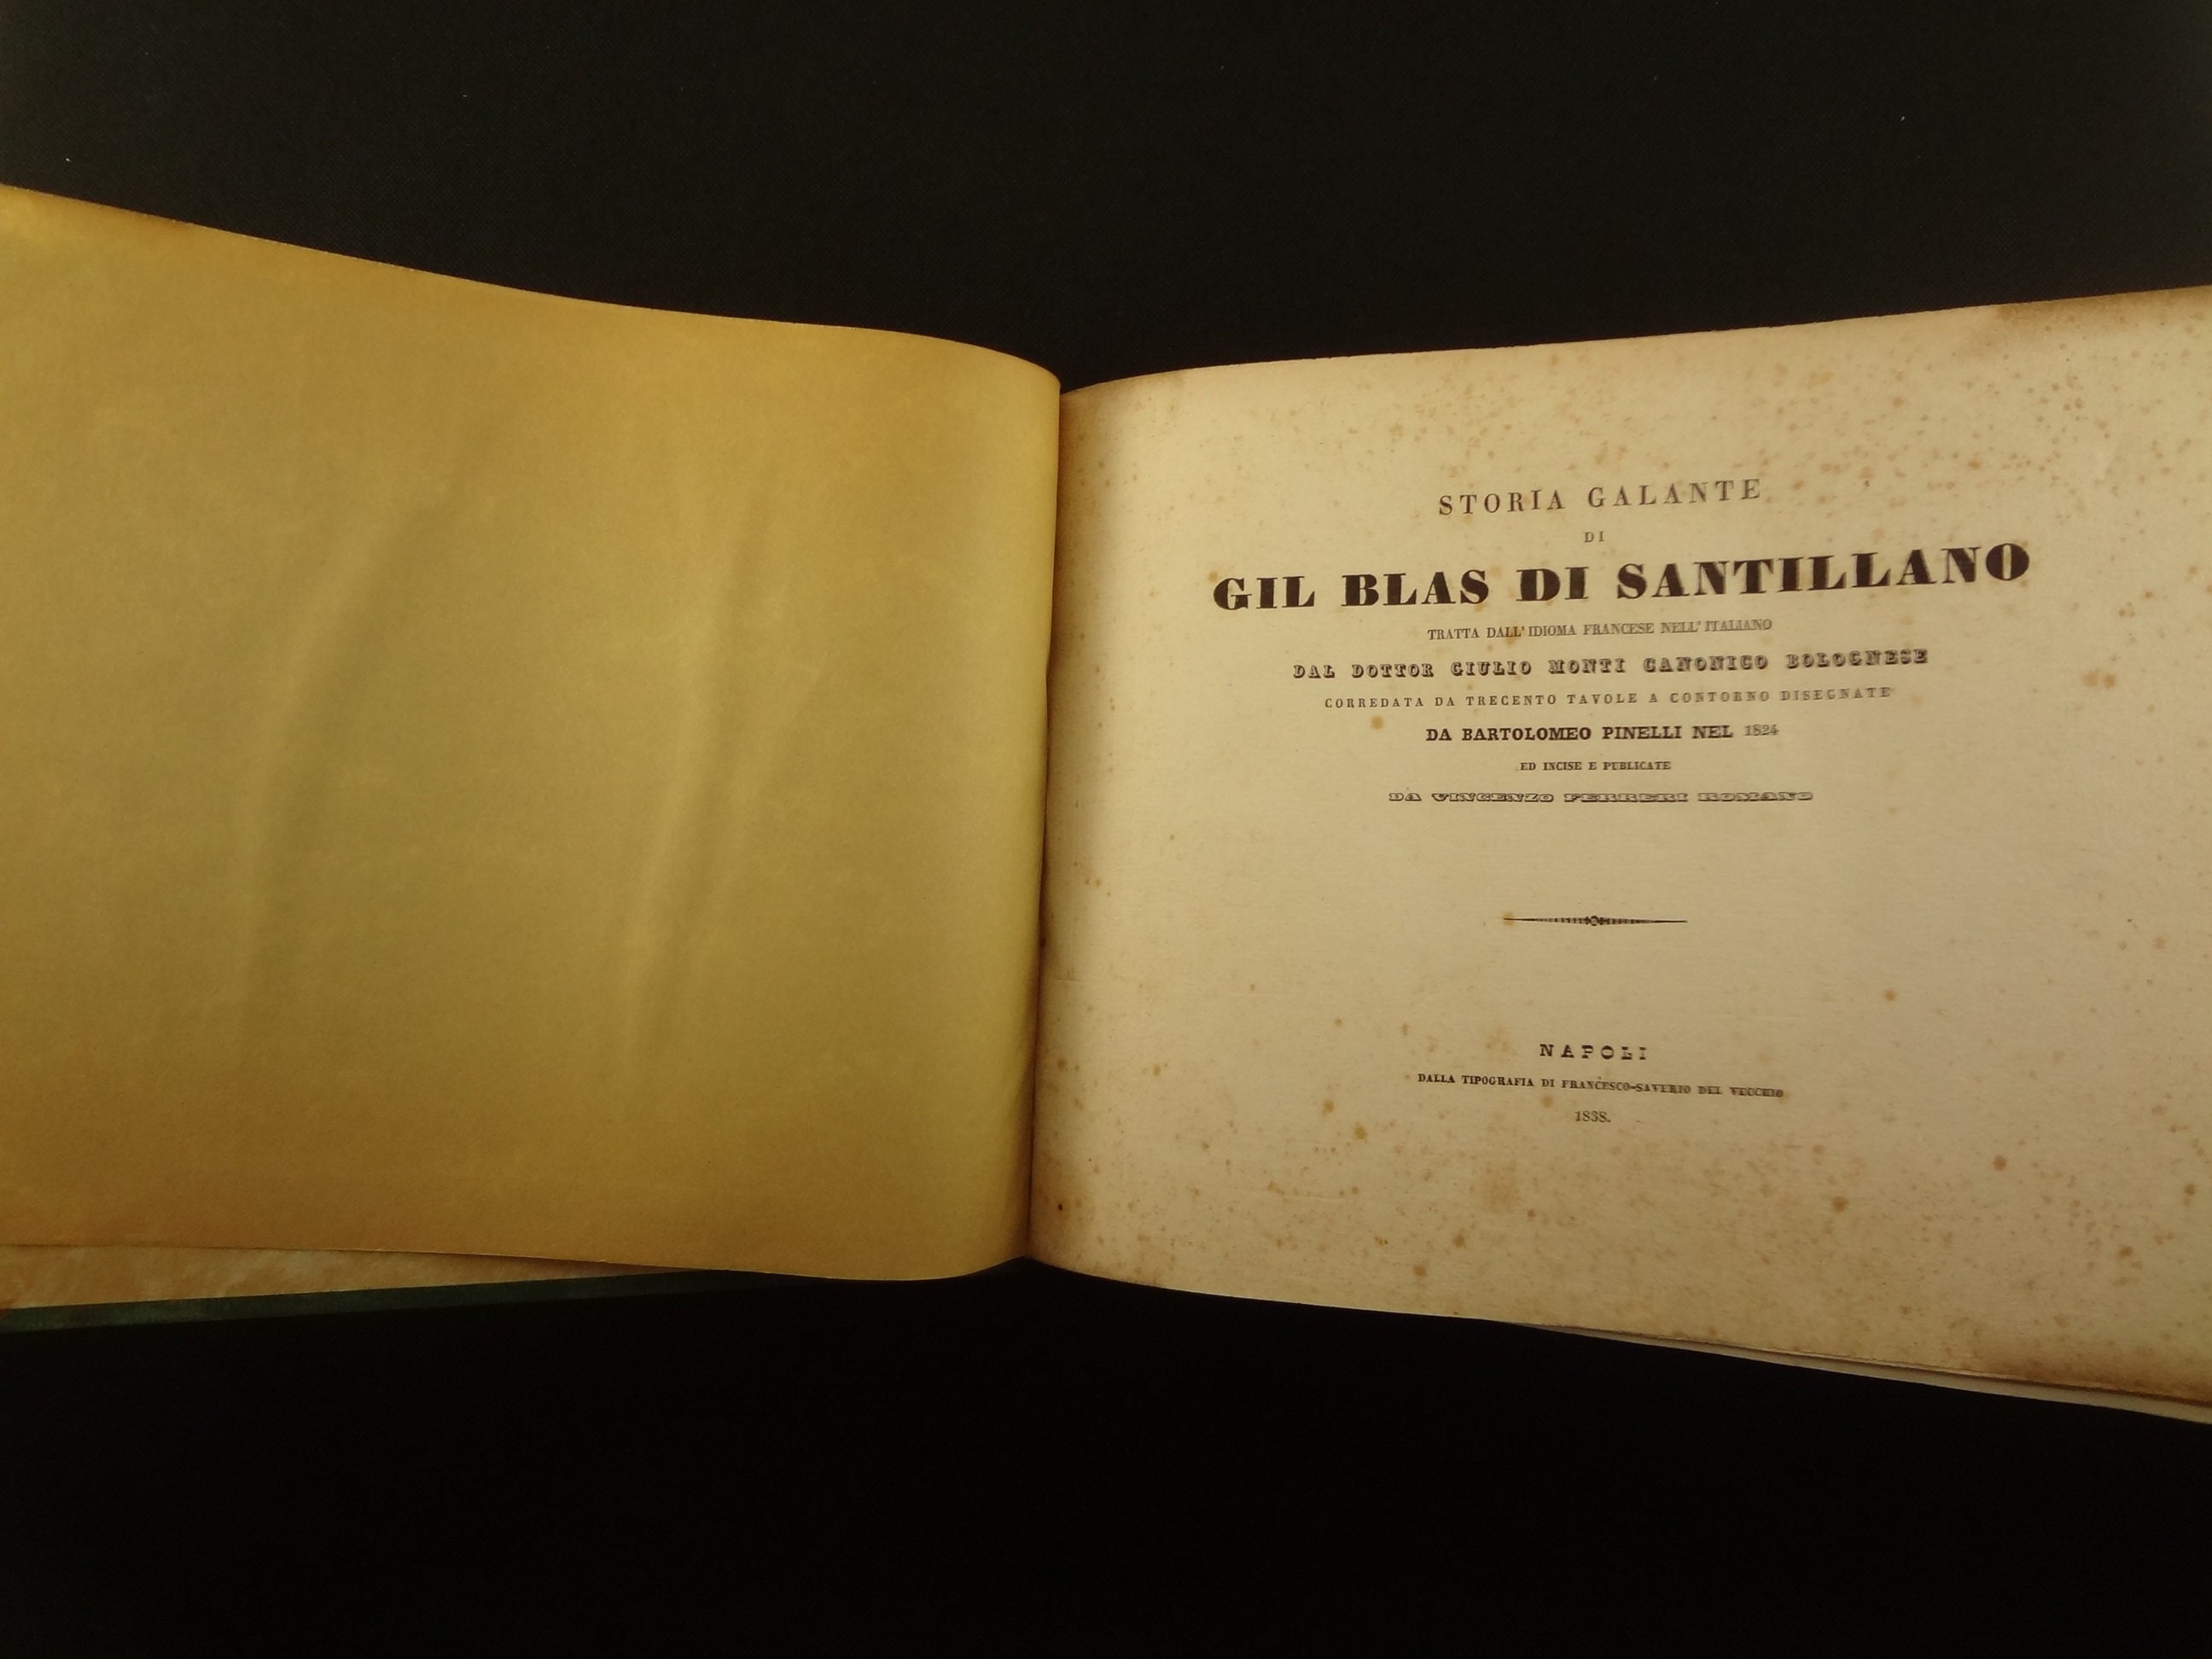 STORIA GALANTE
DI
GIL BLAS DI SANTILLANO
TRATTA DALL' IDIOMA FRANCESE NELL' ITALIANO
DAL DOTTOR GIULIO MONTI CANONICO BOLOGNESE
CORREDATA DA TRECENTO TAVOLE A CONTORNO DISEGNATE
DA BARTOLOMEO PINELLI NEL 1824
ED INCISE E PUBLICATE
DA VINCENZO FERRERI ROMANO
NAPOLI
DALLA TIPOGRAFIA DI FRANCESCO-SAVERIO DEL VECCHIO
1838.